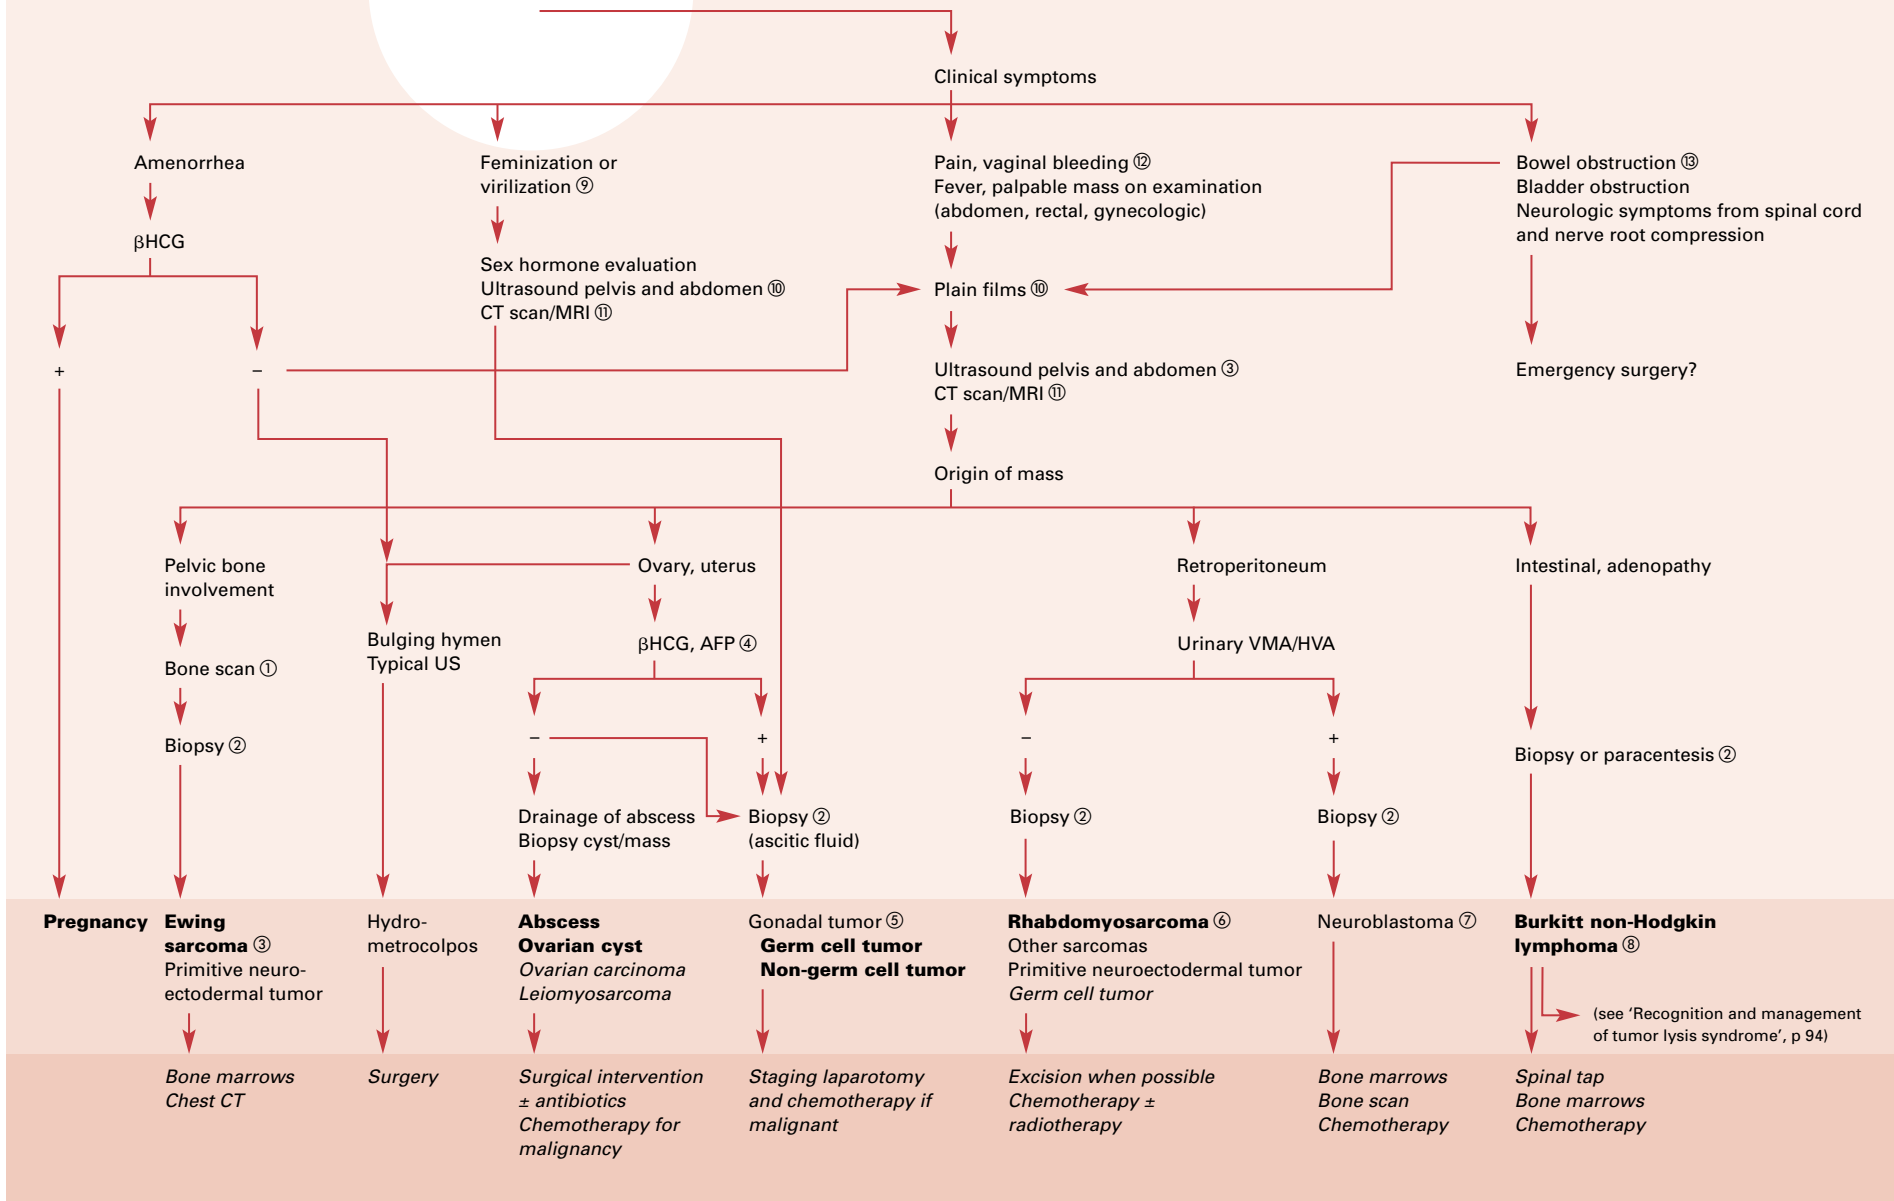 Clinical symptoms
Amenorrhea
Feminization or
virilization ⑨
Pain, vaginal bleeding ⑫
Fever, palpable mass on examination
(abdomen, rectal, gynecologic)
Bowel obstruction ⑬
Bladder obstruction
Neurologic symptoms from spinal cord
and nerve root compression
βHCG
Sex hormone evaluation
Ultrasound pelvis and abdomen ⑩
CT scan/MRI ⑪
Plain films ⑩
+
–
Ultrasound pelvis and abdomen ③
CT scan/MRI ⑪
Emergency surgery?
Origin of mass
Pelvic bone
involvement
Ovary, uterus
Retroperitoneum
Intestinal, adenopathy
Bone scan ①
Bulging hymen
Typical US
βHCG, AFP ④
Urinary VMA/HVA
Biopsy ②
–
+
–
+
Biopsy or paracentesis ②
Drainage of abscess
Biopsy cyst/mass
Biopsy ②
(ascitic fluid)
Biopsy ②
Biopsy ②
Pregnancy
Ewing
sarcoma ③
Primitive neuro-
ectodermal tumor
Hydro-
metrocolpos
Abscess
Ovarian cyst
Ovarian carcinoma
Leiomyosarcoma
Gonadal tumor ⑤
Germ cell tumor
Non-germ cell tumor
Rhabdomyosarcoma ⑥
Other sarcomas
Primitive neuroectodermal tumor
Germ cell tumor
Neuroblastoma ⑦
Burkitt non-Hodgkin
lymphoma ⑧
(see ‘Recognition and management
of tumor lysis syndrome’, p 94)
Bone marrows
Chest CT
Surgery
Surgical intervention
± antibiotics
Chemotherapy for
malignancy
Staging laparotomy
and chemotherapy if
malignant
Excision when possible
Chemotherapy ±
radiotherapy
Bone marrows
Bone scan
Chemotherapy
Spinal tap
Bone marrows
Chemotherapy